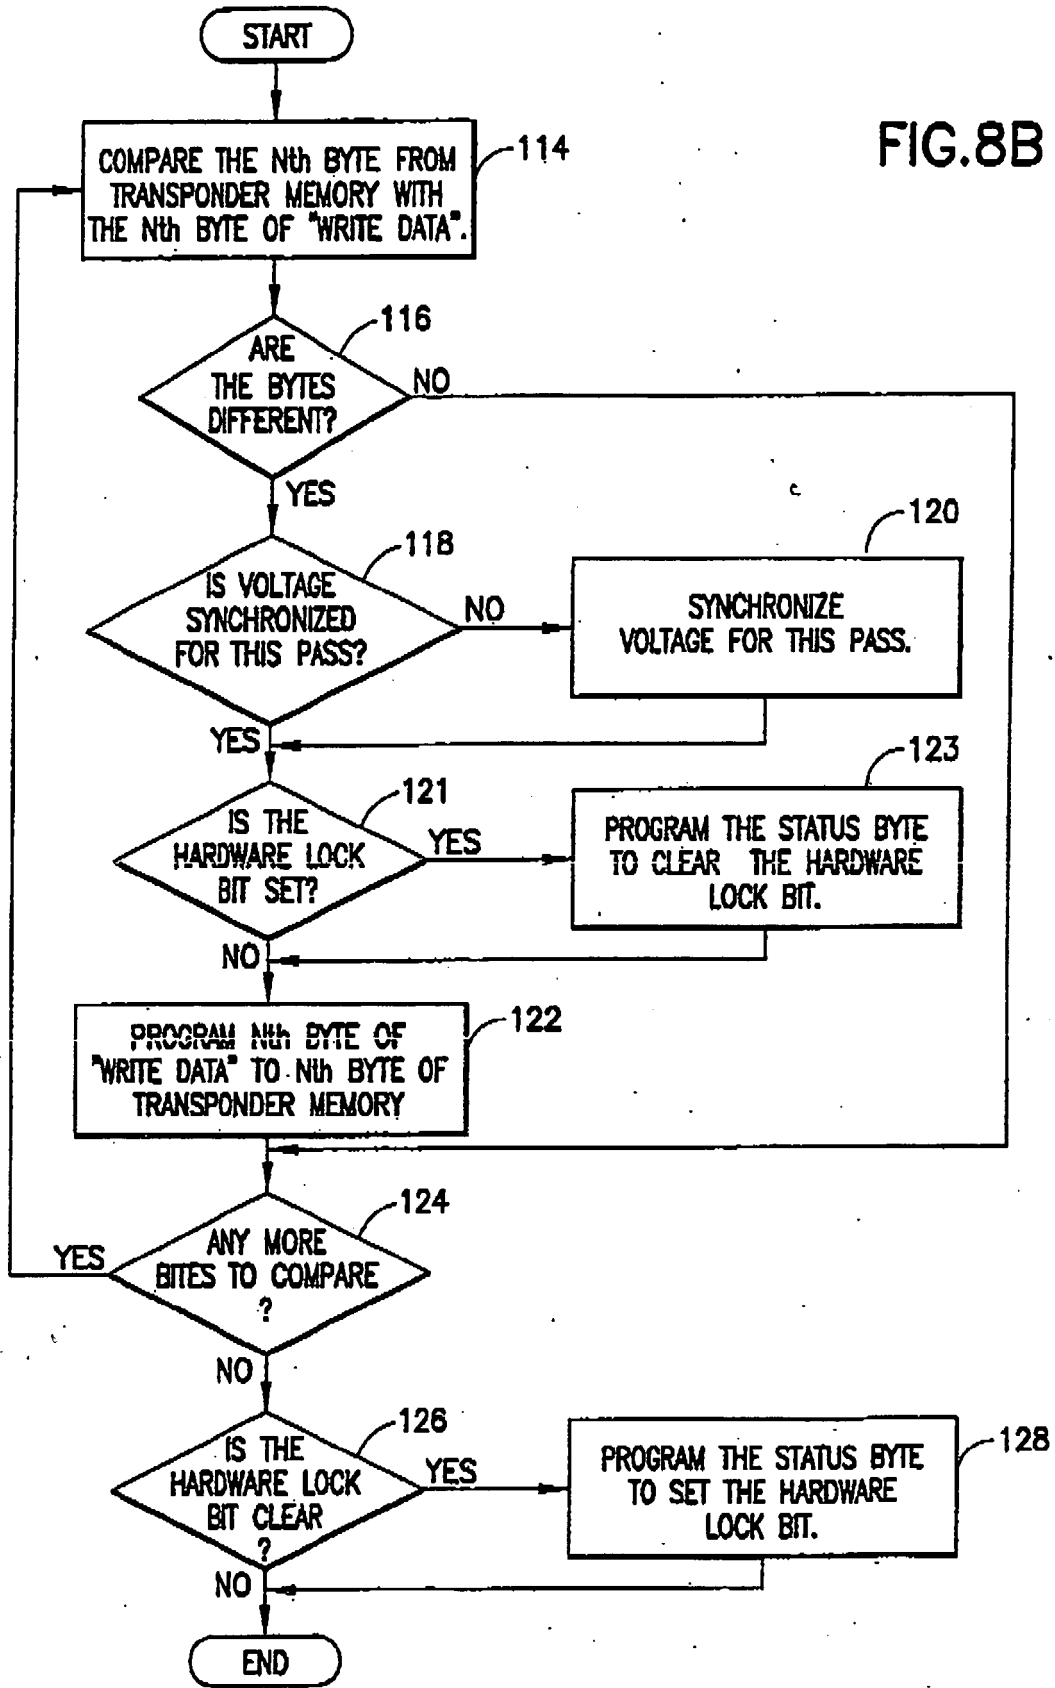 START
FIG.8B
COMPARE THE Nth BYTE FROM
TRANSPONDER MEMORY WITH
THE Nth BYTE OF "WRITE DATA".
114
116
ARE
THE BYTES
DIFFERENT?
NO
YES
118
IS VOLTAGE
SYNCHRONIZED
FOR THIS PASS?
NO
120
SYNCHRONIZE
VOLTAGE FOR THIS PASS.
YES
121
IS THE
HARDWARE LOCK
BIT SET?
YES
123
PROGRAM THE STATUS BYTE
TO CLEAR THE HARDWARE
LOCK BIT.
NO
122
PROGRAM Nth BYTE OF
"WRITE DATA" TO Nth BYTE OF
TRANSPONDER MEMORY
124
ANY MORE
BITES TO COMPARE
?
YES
NO
126
IS THE
HARDWARE LOCK
BIT CLEAR
?
YES
128
PROGRAM THE STATUS BYTE
TO SET THE HARDWARE
LOCK BIT.
NO
END